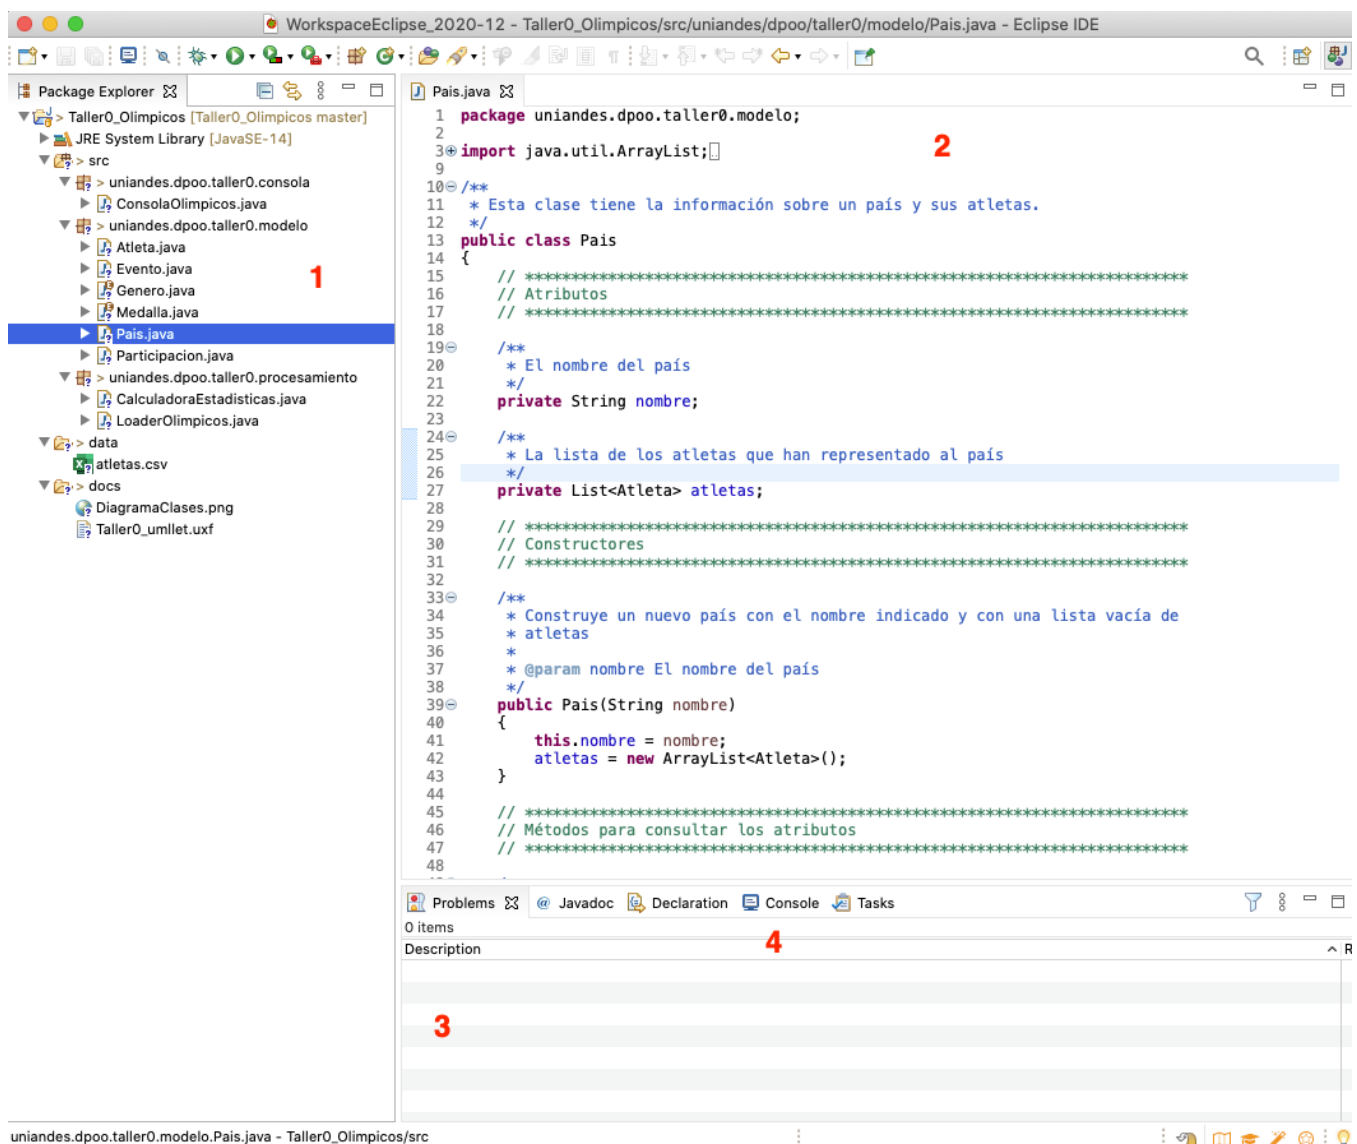 WorkspaceEclipse_2020-12 - Taller0_Olimpicos/src/uniandes/dpoo/taller0/modelo/Pais.java - Eclipse IDE
Package Explorer
> Taller0_Olimpicos [Taller0_Olimpicos master]
JRE System Library [JavaSE-14]
> src
> uniandes.dpoo.taller0.consola
ConsolaOlimpicos.java
> uniandes.dpoo.taller0.modelo
Atleta.java
Evento.java
Genero.java
Medalla.java
Pais.java
Participacion.java
> uniandes.dpoo.taller0.procesamiento
CalculadoraEstadisticas.java
LoaderOlimpicos.java
> data
atletas.csv
> docs
DiagramaClases.png
Taller0_umllet.uxf
1
Pais.java
1 package uniandes.dpoo.taller0.modelo;
2
3 import java.util.ArrayList;
9
10 /**
11 * Esta clase tiene la información sobre un país y sus atletas.
12 */
13 public class Pais
14 {
15 // ************************************************************************
16 // Atributos
17 // ************************************************************************
18
19 /**
20 * El nombre del país
21 */
22 private String nombre;
23
24 /**
25 * La lista de los atletas que han representado al país
26 */
27 private List<Atleta> atletas;
28
29 // ************************************************************************
30 // Constructores
31 // ************************************************************************
32
33 /**
34 * Construye un nuevo país con el nombre indicado y con una lista vacía de
35 * atletas
36 *
37 * @param nombre El nombre del país
38 */
39 public Pais(String nombre)
40 {
41 this.nombre = nombre;
42 atletas = new ArrayList<Atleta>();
43 }
44
45 // ************************************************************************
46 // Métodos para consultar los atributos
47 // ************************************************************************
48
2
Problems @ Javadoc Declaration Console Tasks
0 items
4
Description R
3
uniandes.dpoo.taller0.modelo.Pais.java - Taller0_Olimpicos/src